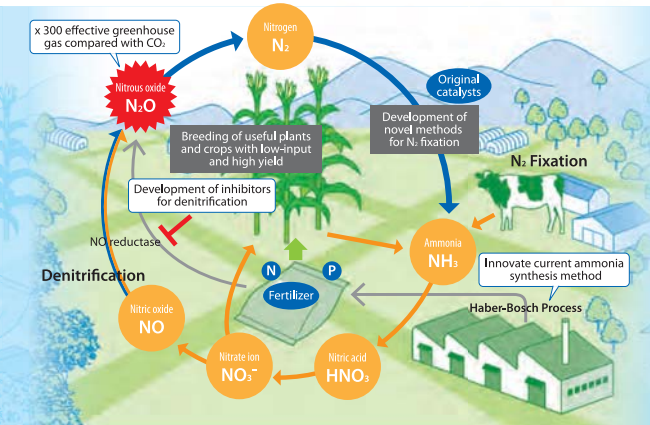 x 300 effective greenhouse
gas compared with CO₂
Nitrogen
N₂
Nitrous oxide
N₂O
Original
catalysts
Breeding of useful plants
and crops with low-input
and high yield
Development of
novel methods
for N₂ fixation
N₂ Fixation
Development of inhibitors
for denitrification
NO reductase
Ammonia
NH₃
Innovate current ammonia
synthesis method
Denitrification
N
P
Fertilizer
Haber-Bosch Process
Nitric oxide
NO
Nitrate ion
NO₃⁻
Nitric acid
HNO₃